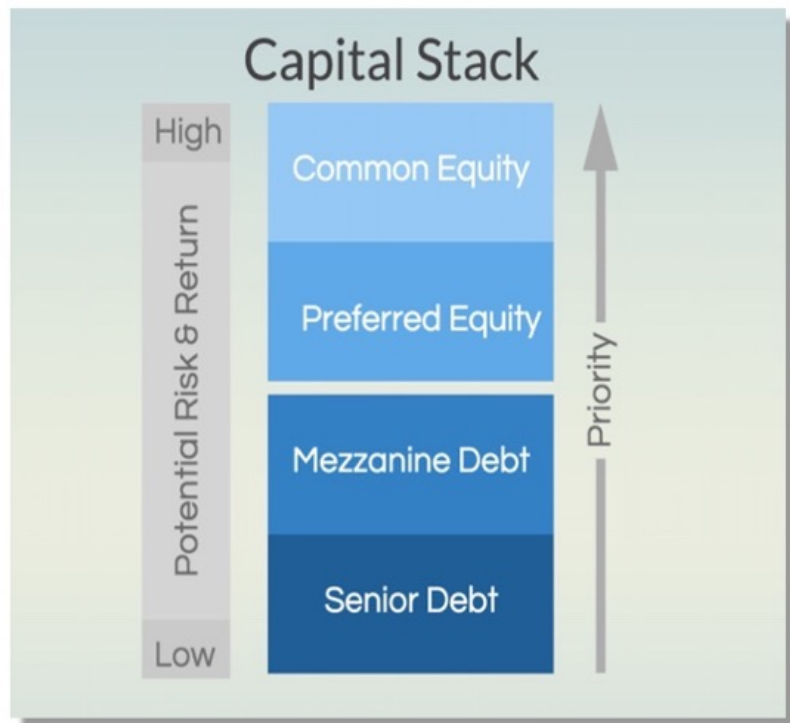 Capital Stack
High
Potential Risk & Return
Low
Common Equity
Preferred Equity
Mezzanine Debt
Senior Debt
Priority